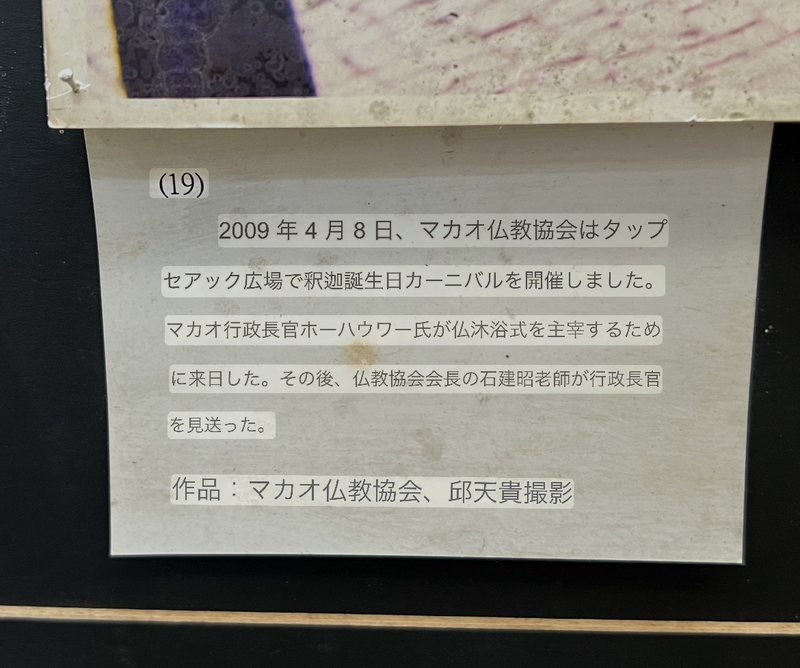 (19)
2009 年 4 月 8 日、マカオ仏教協会はタップ
セアック広場で釈迦誕生日カーニバルを開催しました。
マカオ行政長官ホーハウワー氏が仏沐浴式を主宰するため
に来日した。その後、仏教協会会長の石建昭老師が行政長官
を見送った。
作品：マカオ仏教協会、邱天貴撮影